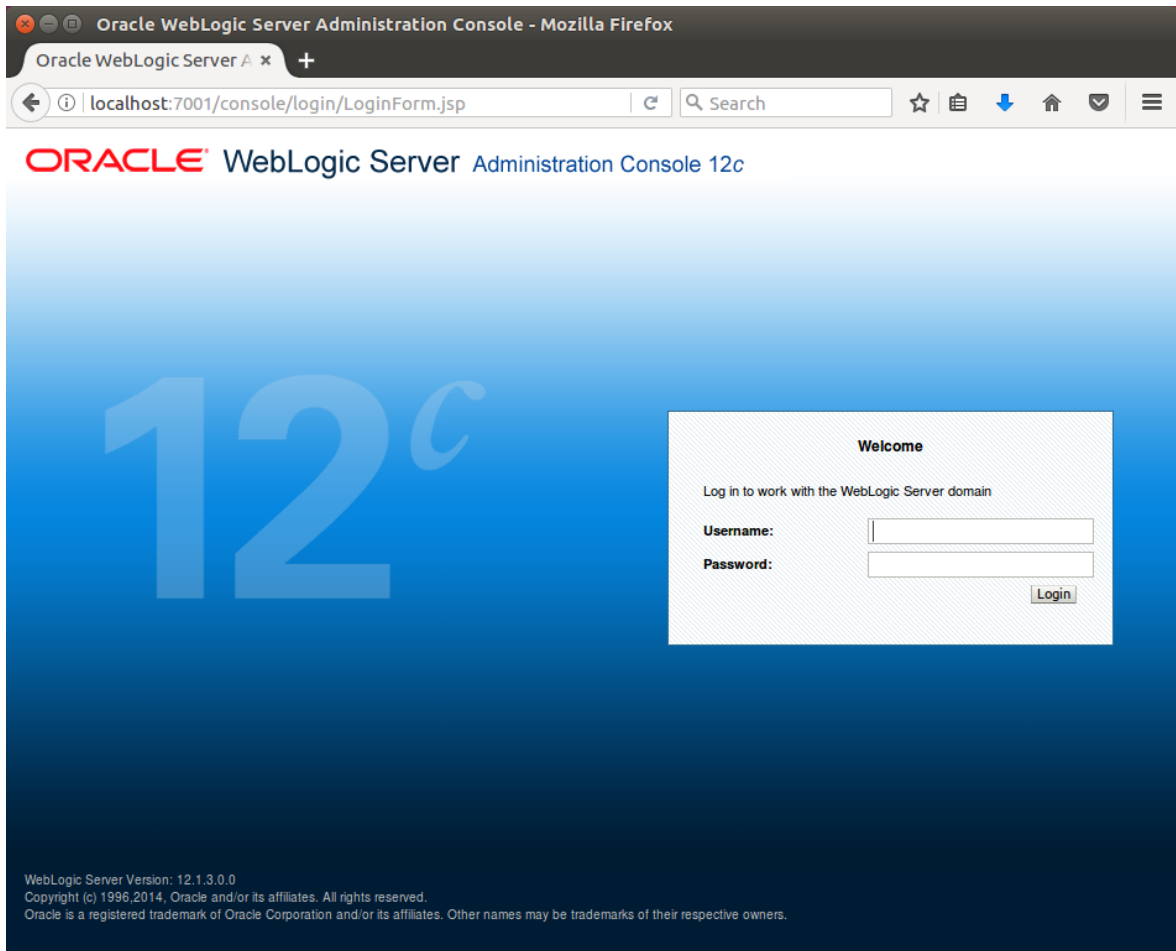 Oracle WebLogic Server Administration Console - Mozilla Firefox
Oracle WebLogic Server A
localhost:7001/console/login/LoginForm.jsp
Search
ORACLE WebLogic Server Administration Console 12c
12c
Welcome
Log in to work with the WebLogic Server domain
Username:
Password:
Login
WebLogic Server Version: 12.1.3.0.0
Copyright (c) 1996,2014, Oracle and/or its affiliates. All rights reserved.
Oracle is a registered trademark of Oracle Corporation and/or its affiliates. Other names may be trademarks of their respective owners.